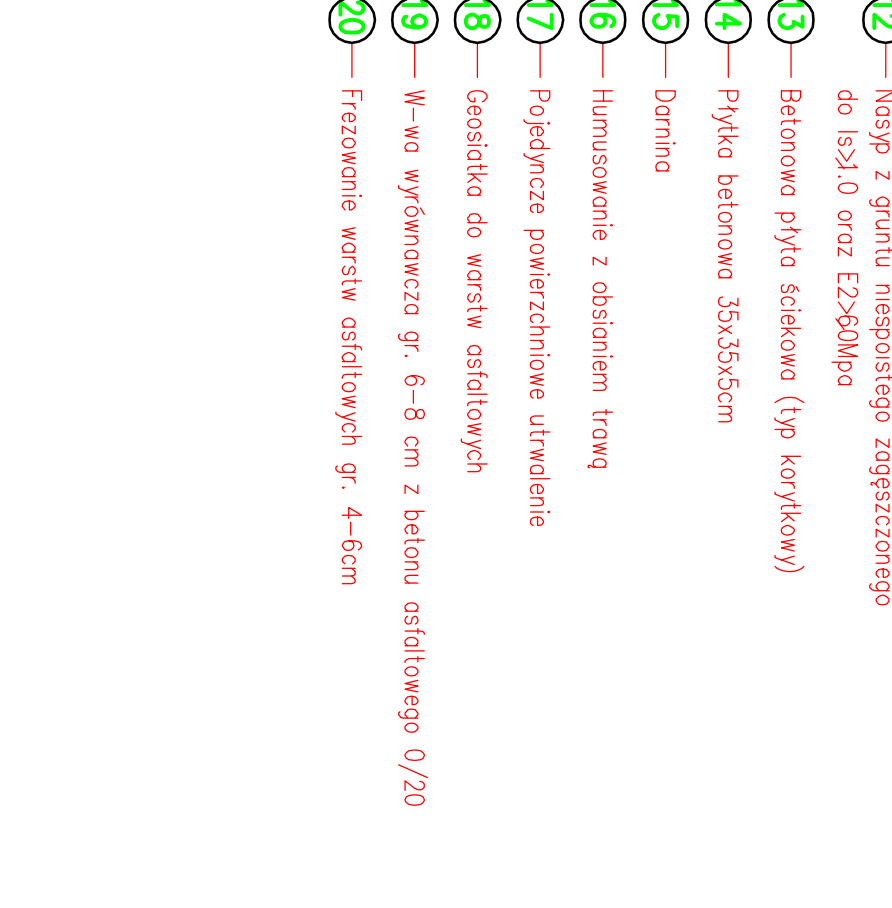 12 Nasyp z gruntu niespoistego zagęszczonego
do Is≥1.0 oraz E2≥60Mpa
13 Betonowa płyta ściekowa (typ korytkowy)
14 Płytka betonowa 35x35x5cm
15 Darnina
16 Humusowanie z obsianiem trawą
17 Pojedyncze powierzchniowe utrwalenie
18 Geosiatka do warstw asfaltowych
19 W-wa wyrównawcza gr. 6-8 cm z betonu asfaltowego 0/20
20 Frezowanie warstw asfaltowych gr. 4-6cm